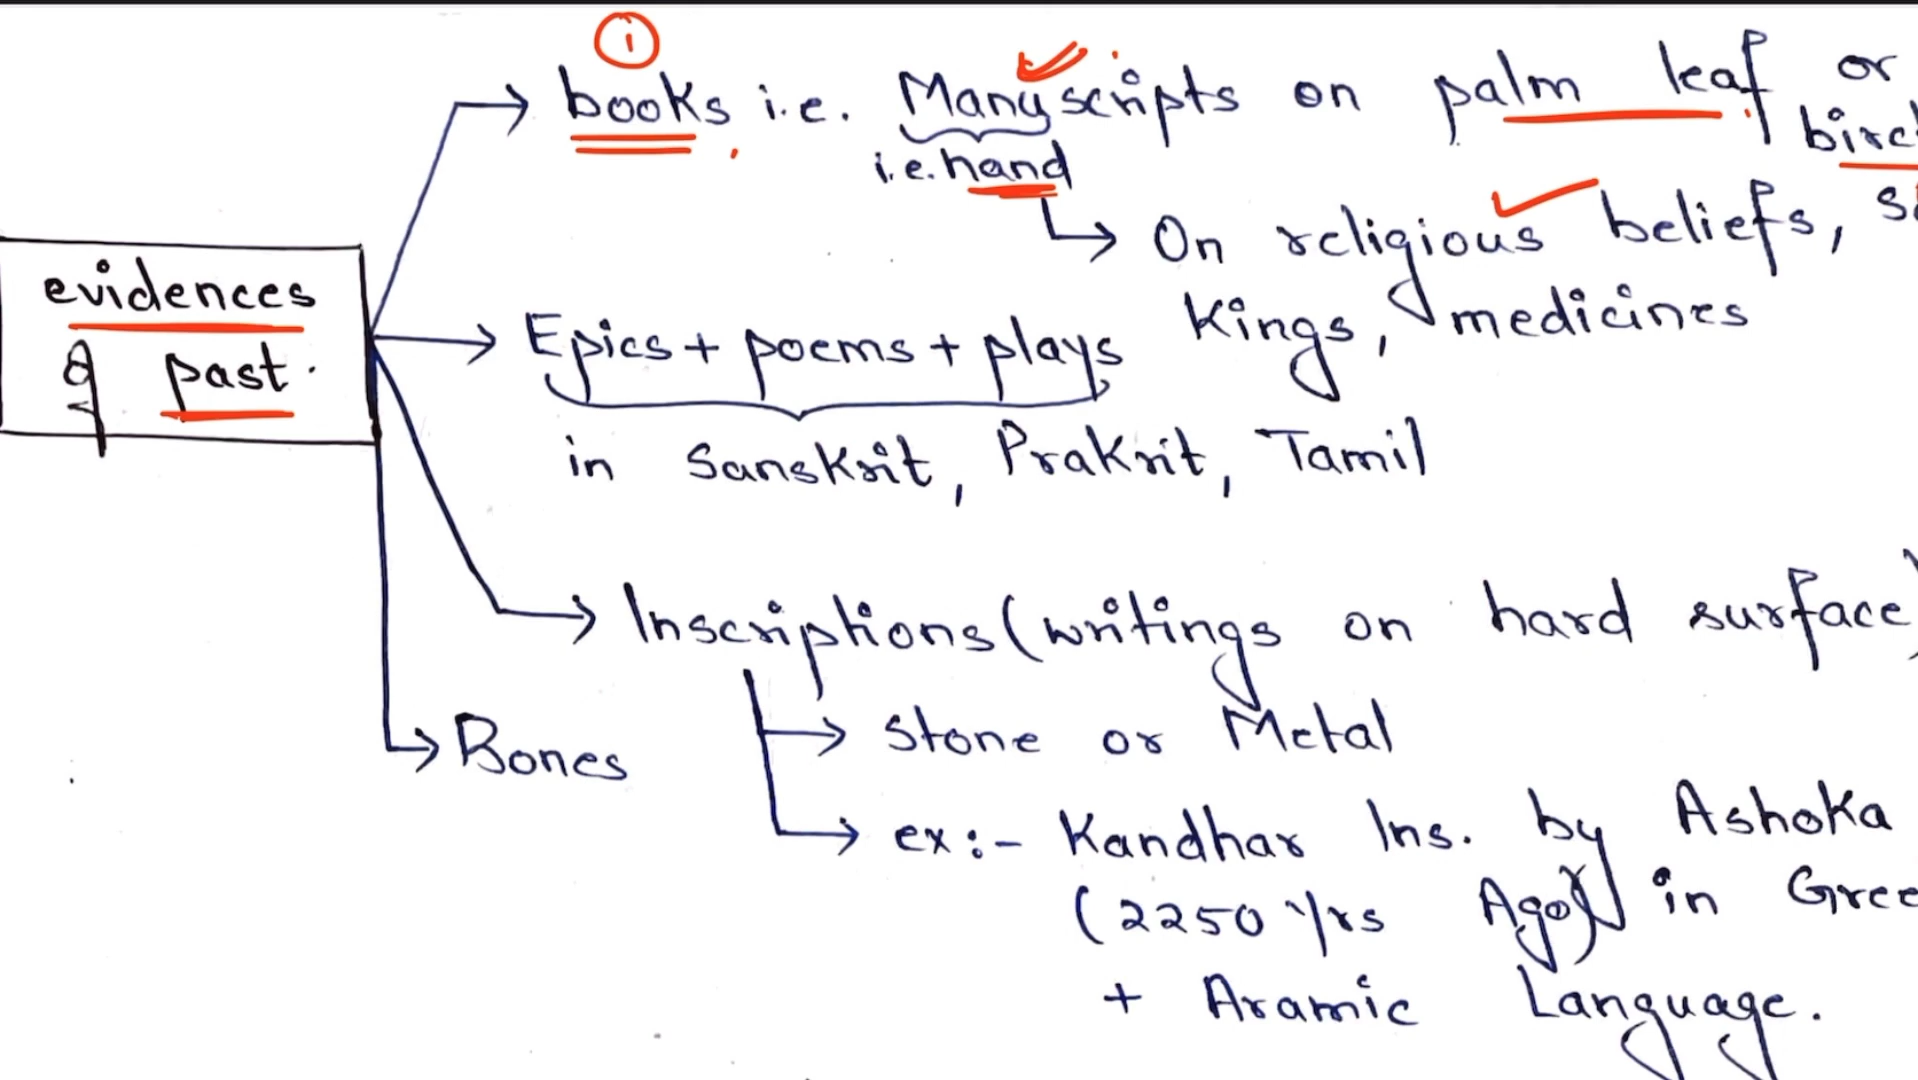 1
books i.e. Manyscripts on palm leaf or
i.e. hand
On religious beliefs,
Kings, medicines
evidences
of past.
Epics + poems + plays
in Sanskrit, Prakrit, Tamil
Inscriptions (writings on hard surface)
Stone or Metal
Bones
ex:- Kandhar Ins. by Ashoka
(2250 yrs Ago) in
+ Aramic Language.